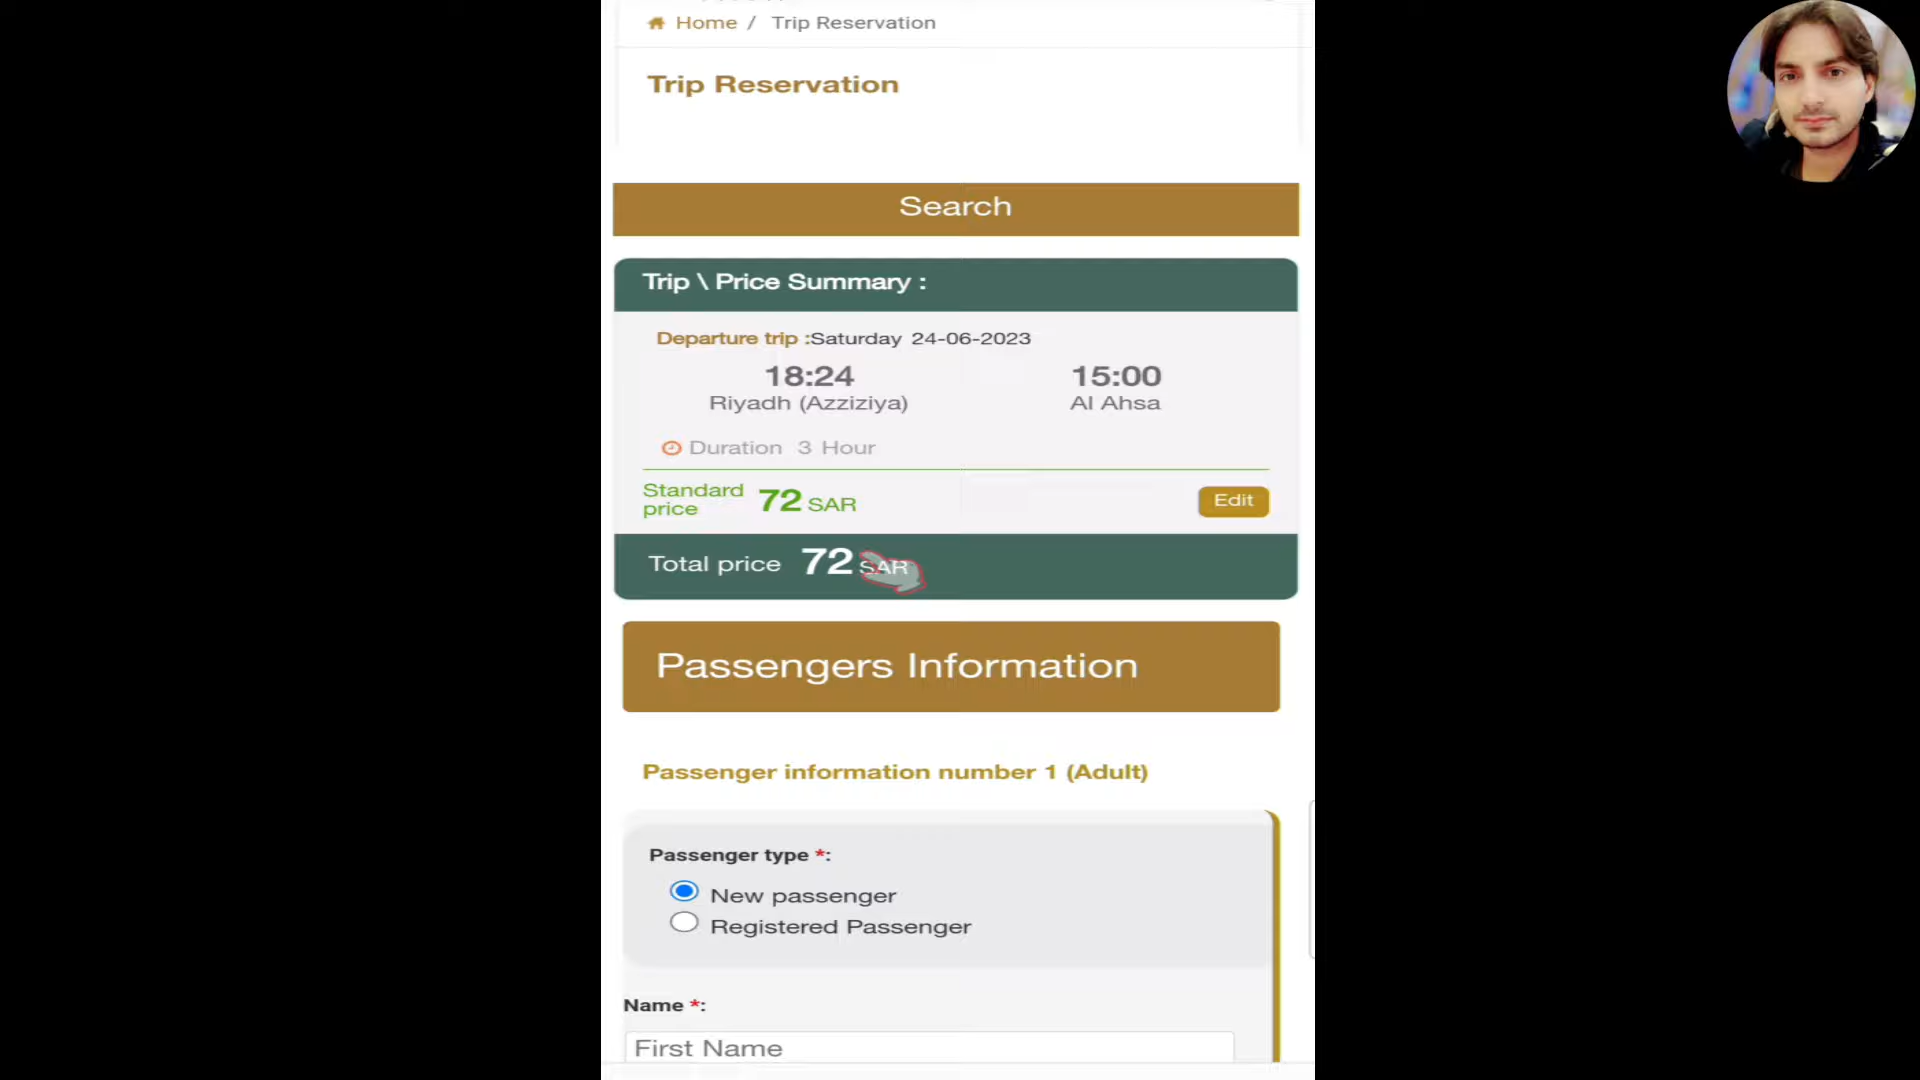 Home / Trip Reservation
Trip Reservation
Search
Trip \ Price Summary :
Departure trip :Saturday 24-06-2023
18:24 15:00
Riyadh (Azziziya) Al Ahsa
Duration 3 Hour
Standard price 72 SAR Edit
Total price 72 SAR
Passengers Information
Passenger information number 1 (Adult)
Passenger type *:
New passenger
Registered Passenger
Name *:
First Name